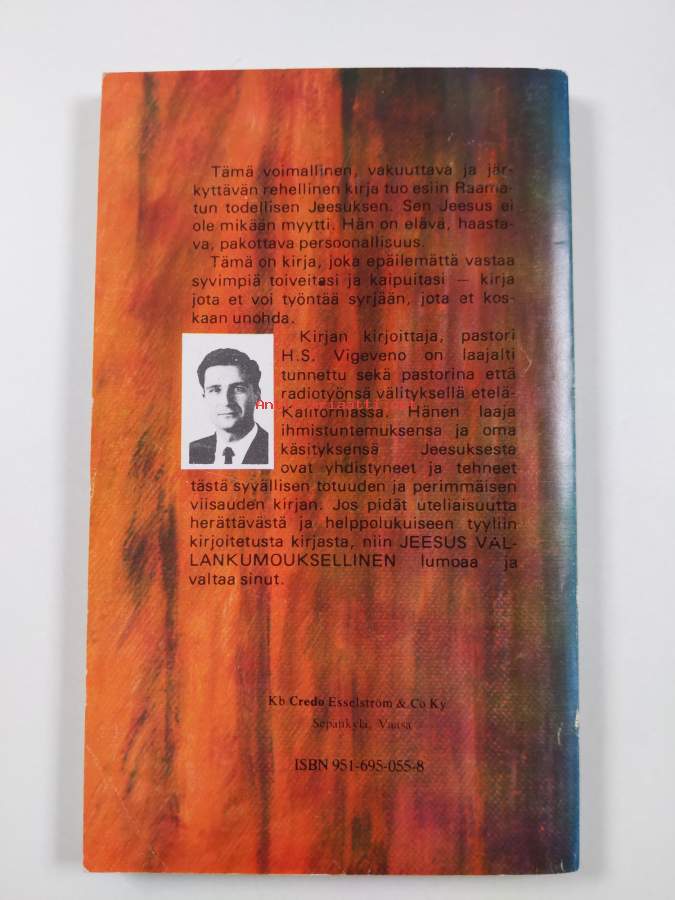 Tämä voimallinen, vakuuttava ja jär-
kyttävän rehellinen kirja tuo esiin Raama-
tun todellisen Jeesuksen. Sen Jeesus ei
ole mikään myytti. Hän on elävä, haasta-
va, pakottava persoonallisuus.
Tämä on kirja, joka epäilemättä vastaa
syvimpiä toiveitasi ja kaipuitasi — kirja
jota et voi työntää syrjään, jota et kos-
kaan unohda.
Kirjan kirjoittaja, pastori
H.S. Vigeveno on laajalti
tunnettu sekä pastorina että
radiotyönsä välityksellä etelä-
Kaliforniassa. Hänen laaja
ihmistuntemuksensa ja oma
käsityksensä Jeesuksesta
ovat yhdistyneet ja tehneet
tästä syvällisen totuuden ja perimmäisen
viisauden kirjan. Jos pidät uteliaisuutta
herättävästä ja helppolukuiseen tyyliin
kirjoitetusta kirjasta, niin JEESUS VAL-
LANKUMOUKSELLINEN lumoaa ja
valtaa sinut.
Kb Credo Esselström & Co Ky
Sepänkylä, Vaasa
ISBN 951-695-055-8